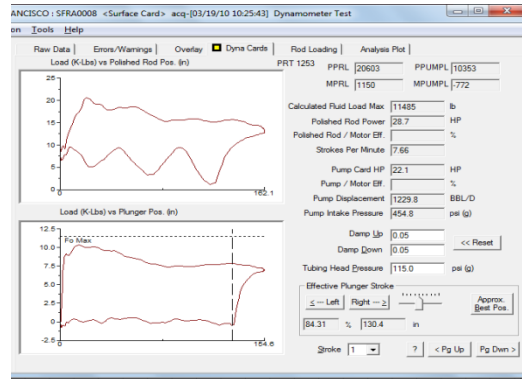 ANCISCO : SFRA0008 <Surface Card> acq-[03/19/10 10:25:43] Dynamometer Test
on Tools Help
Raw Data Errors/Warnings Overlay Dyna Cards Rod Loading Analysis Plot
Load (K-Lbs) vs Polished Rod Pos. (in)
25
20
15
10
5
0
0 162.1
Load (K-Lbs) vs Plunger Pos. (in)
12.5
Fo Max
10.0
7.5
5.0
2.5
0.0
-2.5
0 154.6
PRT 1253 PPRL 20603 PPUMPL 10353
MPRL 1150 MPUMPL -772
Calculated Fluid Load Max 11485 lb
Polished Rod Power 28.7 HP
Polished Rod / Motor Eff. %
Strokes Per Minute 7.66
Pump Card HP 22.1 HP
Pump / Motor Eff. %
Pump Displacement 1229.8 BBL/D
Pump Intake Pressure 454.8 psi (g)
Damp Up 0.05
Damp Down 0.05
<< Reset
Tubing Head Pressure 115.0 psi (g)
Effective Plunger Stroke
< -- Left Right -- > Approx. Best Pos.
84.31 % 130.4 in
Stroke 1 ? < Pg Up Pg Dwn >